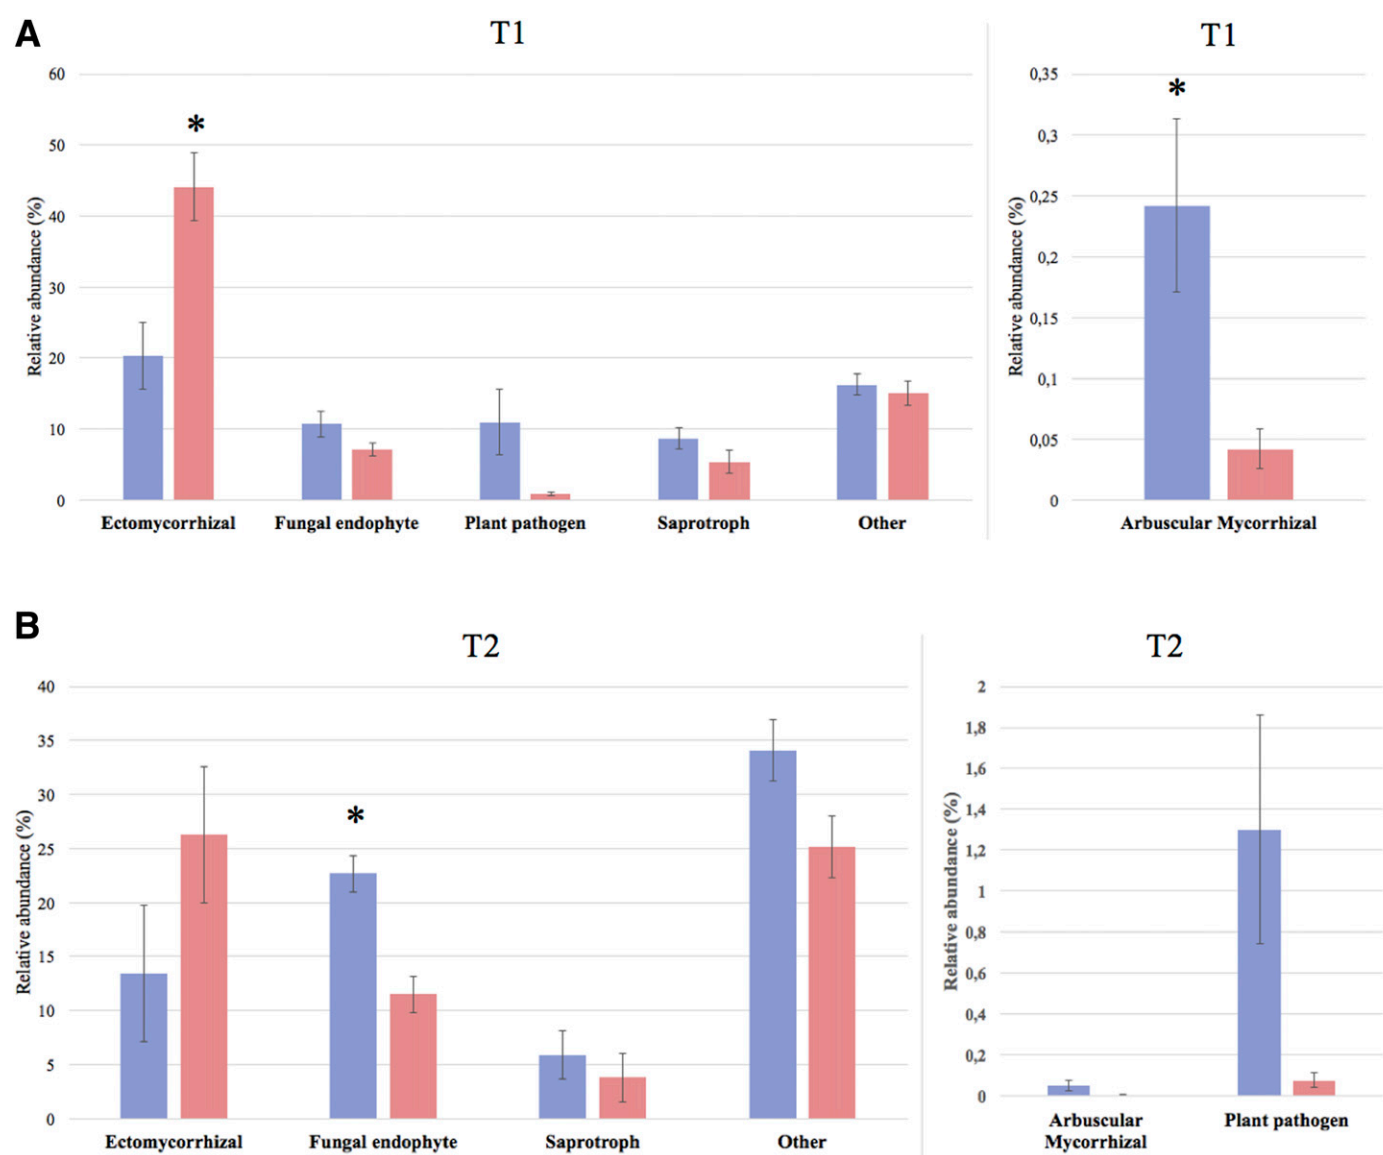 A
T1
60
50
40
30
20
10
0
Relative abundance (%)
*
Ectomycorrhizal
Fungal endophyte
Plant pathogen
Saprotroph
Other
T1
0,35
0,3
0,25
0,2
0,15
0,1
0,05
0
Relative abundance (%)
*
Arbuscular Mycorrhizal
B
T2
40
35
30
25
20
15
10
5
0
Relative abundance (%)
*
Ectomycorrhizal
Fungal endophyte
Saprotroph
Other
T2
2
1,8
1,6
1,4
1,2
1
0,8
0,6
0,4
0,2
0
Relative abundance (%)
Arbuscular
Mycorrhizal
Plant pathogen